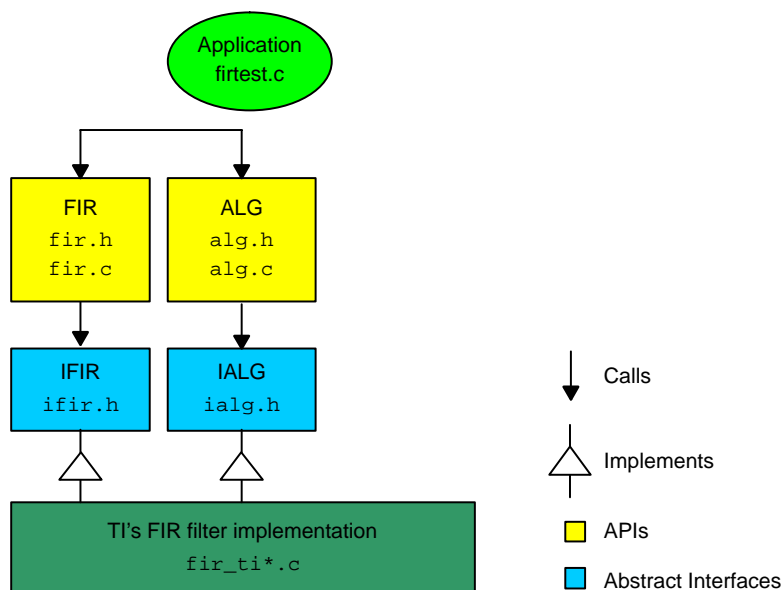 Application
firtest.c
FIR
fir.h
fir.c
ALG
alg.h
alg.c
IFIR
ifir.h
IALG
ialg.h
TI's FIR filter implementation
fir_ti*.c
Calls
Implements
APIs
Abstract Interfaces